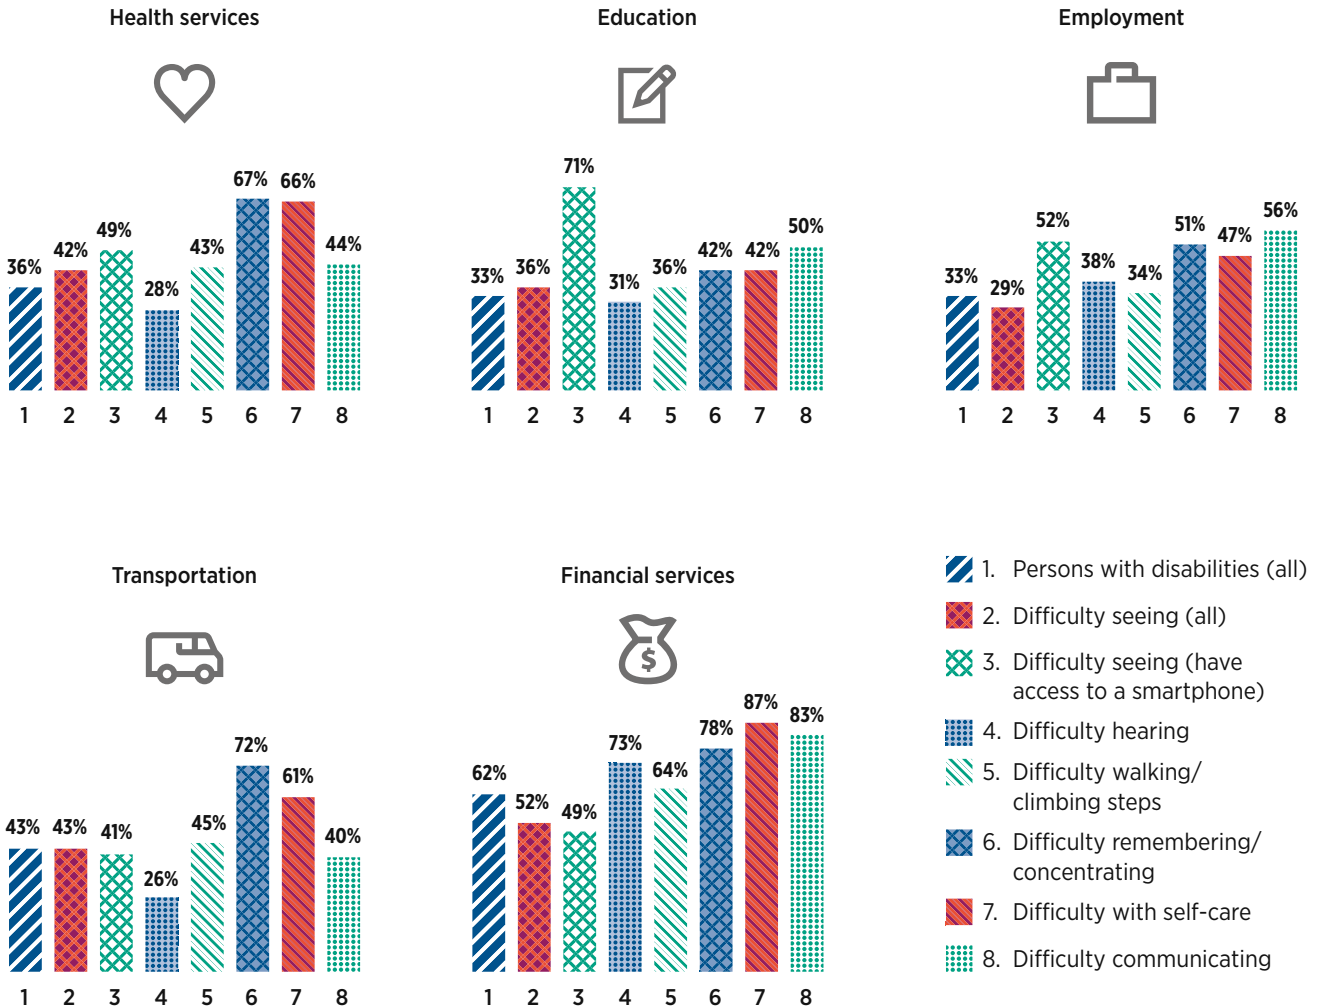 Health services
36% 42% 49% 28% 43% 67% 66% 44%
1 2 3 4 5 6 7 8
Education
33% 36% 71% 31% 36% 42% 42% 50%
1 2 3 4 5 6 7 8
Employment
33% 29% 52% 38% 34% 51% 47% 56%
1 2 3 4 5 6 7 8
Transportation
43% 43% 41% 26% 45% 72% 61% 40%
1 2 3 4 5 6 7 8
Financial services
$
62% 52% 49% 73% 64% 78% 87% 83%
1 2 3 4 5 6 7 8
1. Persons with disabilities (all)
2. Difficulty seeing (all)
3. Difficulty seeing (have
access to a smartphone)
4. Difficulty hearing
5. Difficulty walking/
climbing steps
6. Difficulty remembering/
concentrating
7. Difficulty with self-care
8. Difficulty communicating